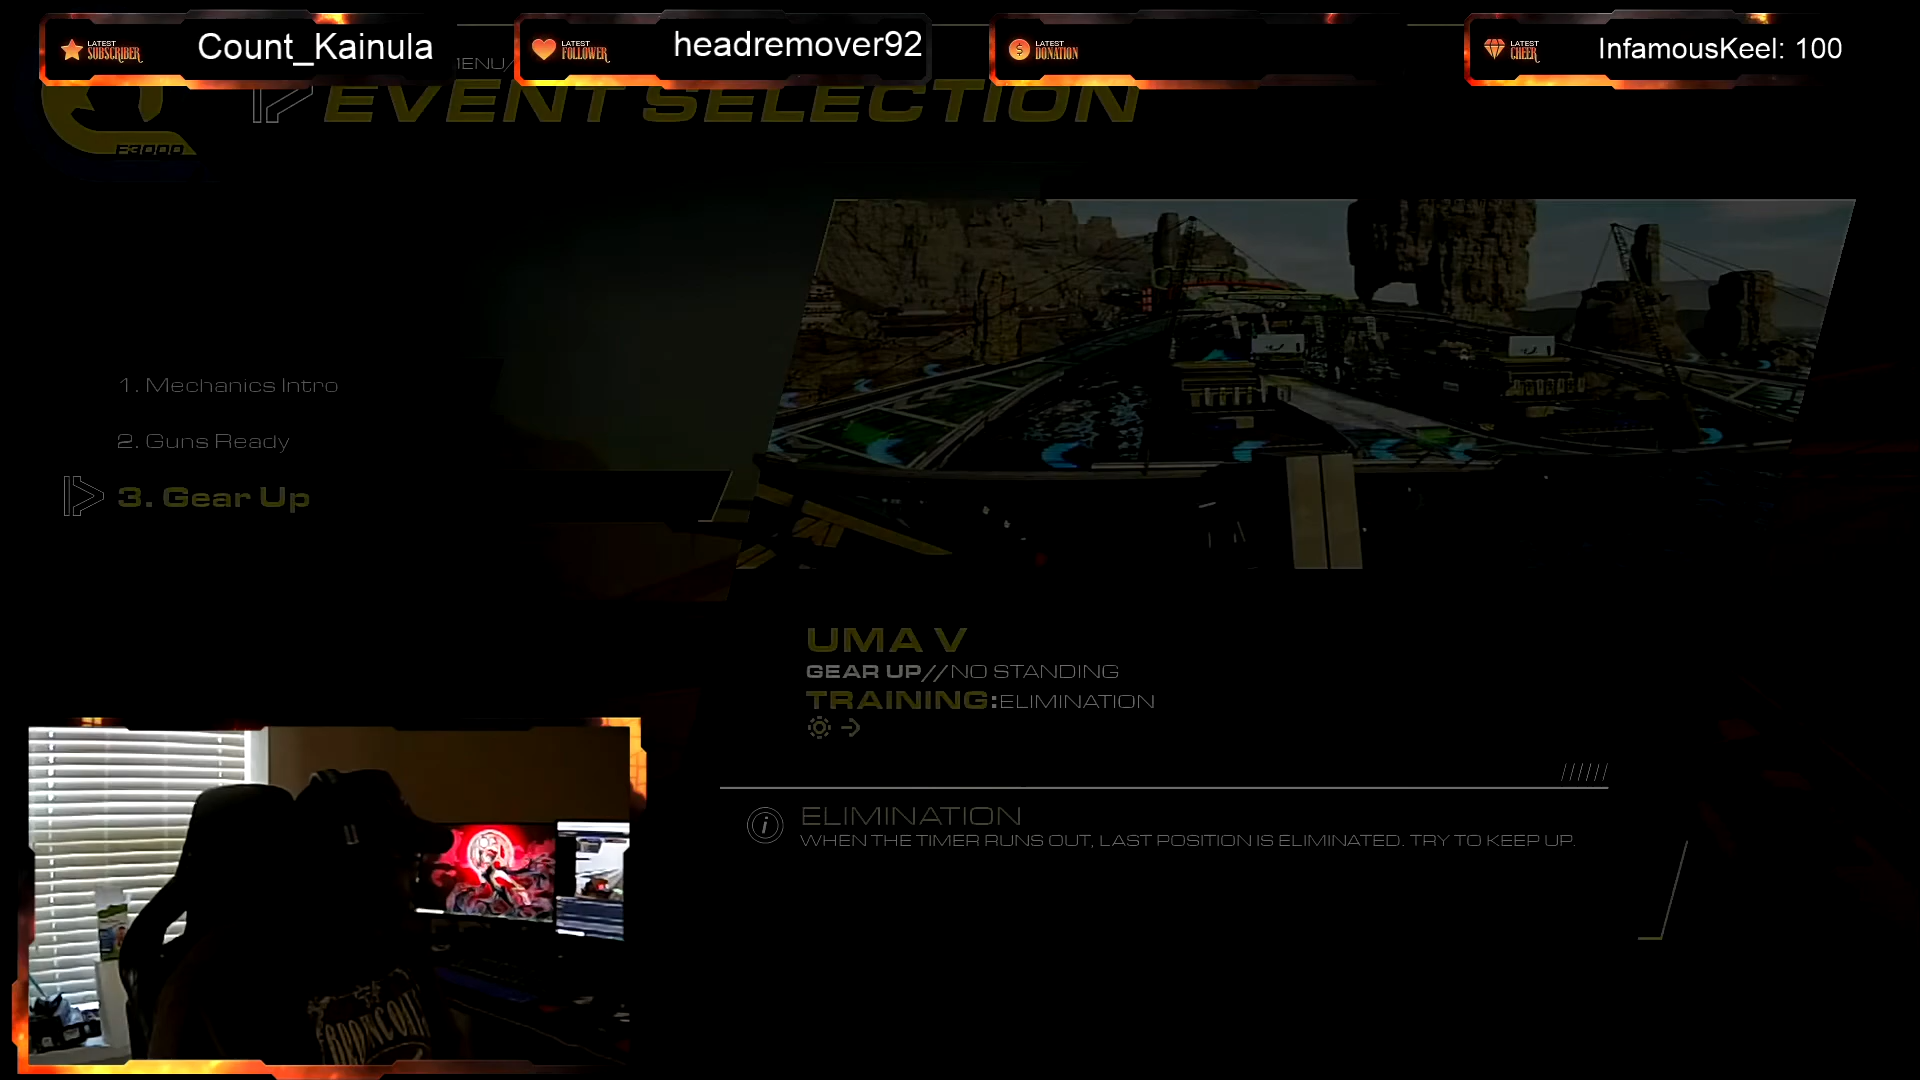 LATEST
SUBSCRIBER
Count_Kainula
LATEST
FOLLOWER
headremover92
LATEST
DONATION
LATEST
CHEER
InfamousKeel: 100
MENU/
EVENT SELECTION
F3000
1. Mechanics Intro
2. Guns Ready
3. Gear Up
UMA V
GEAR UP//NO STANDING
TRAINING:ELIMINATION
ELIMINATION
WHEN THE TIMER RUNS OUT, LAST POSITION IS ELIMINATED. TRY TO KEEP UP.